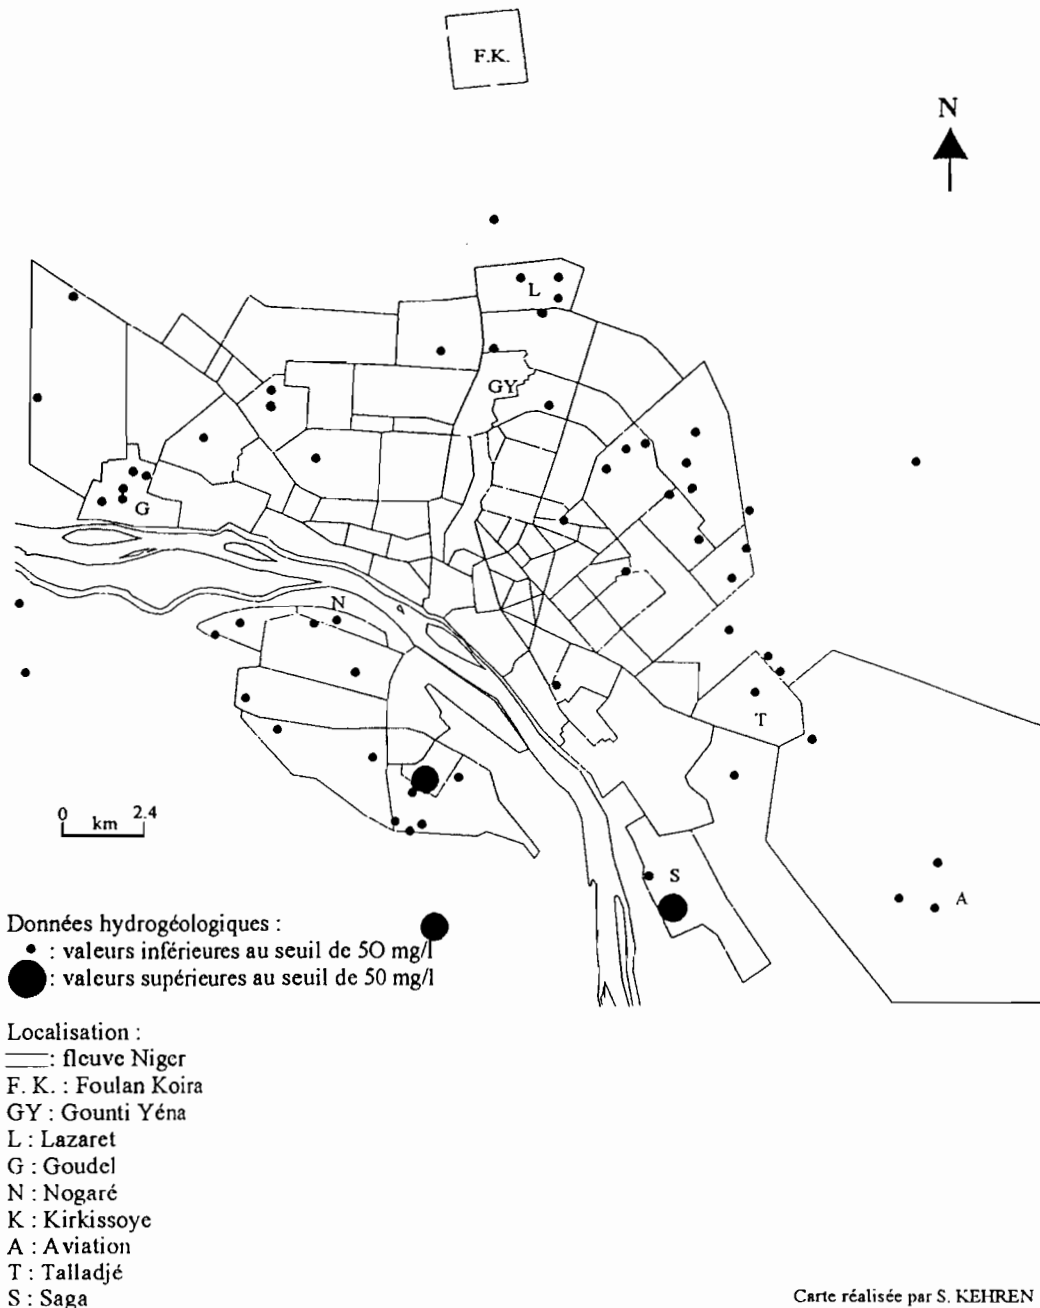 F.K.
N
L
GY
G
N
T
0 2.4
km
S
A
Données hydrogéologiques :
: valeurs inférieures au seuil de 5O mg/l
: valeurs supérieures au seuil de 50 mg/l
Localisation :
: fleuve Niger
F. K. : Foulan Koira
GY : Gounti Yéna
L : Lazaret
G : Goudel
N : Nogaré
K : Kirkissoye
A : Aviation
T : Talladjé
S : Saga
Carte réalisée par S. KEHREN